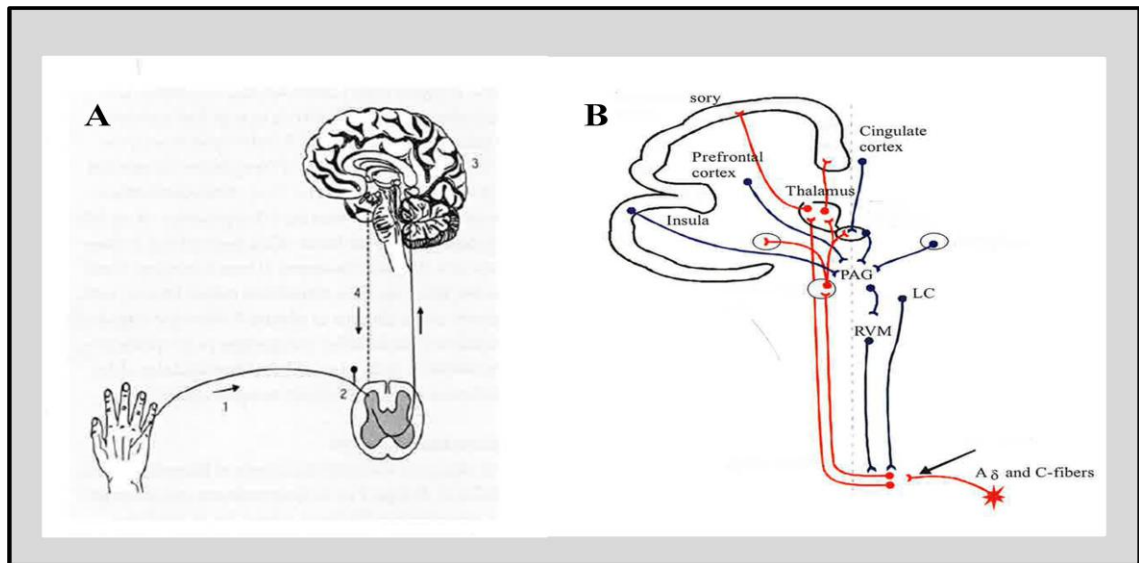 A
3
4
2
1
B
sory
Cingulate
cortex
Prefrontal
cortex
Thalamus
Insula
PAG
LC
RVM
A δ and C-fibers